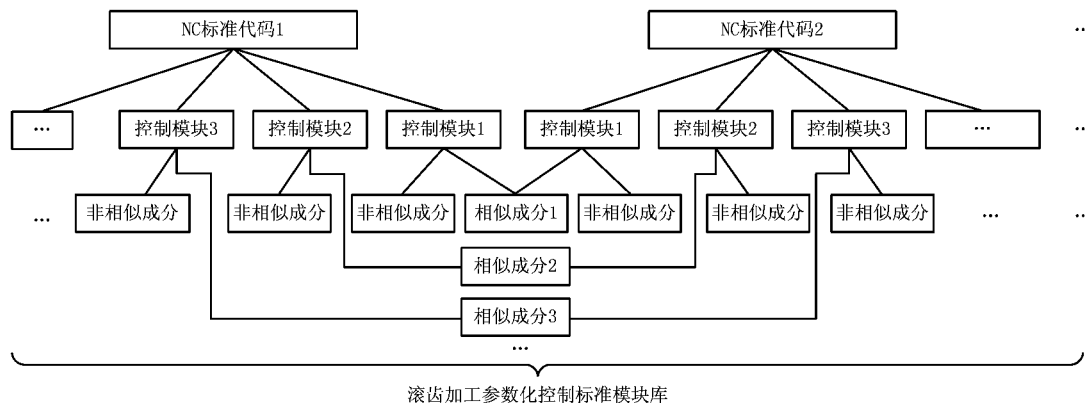 NC标准代码1 NC标准代码2 ..
... 控制模块3 控制模块2 控制模块1 控制模块1 控制模块2 控制模块3 ... ..
... 非相似成分 非相似成分 非相似成分 相似成分1 非相似成分 非相似成分 非相似成分 ... ..
相似成分2
相似成分3
...
滚齿加工参数化控制标准模块库